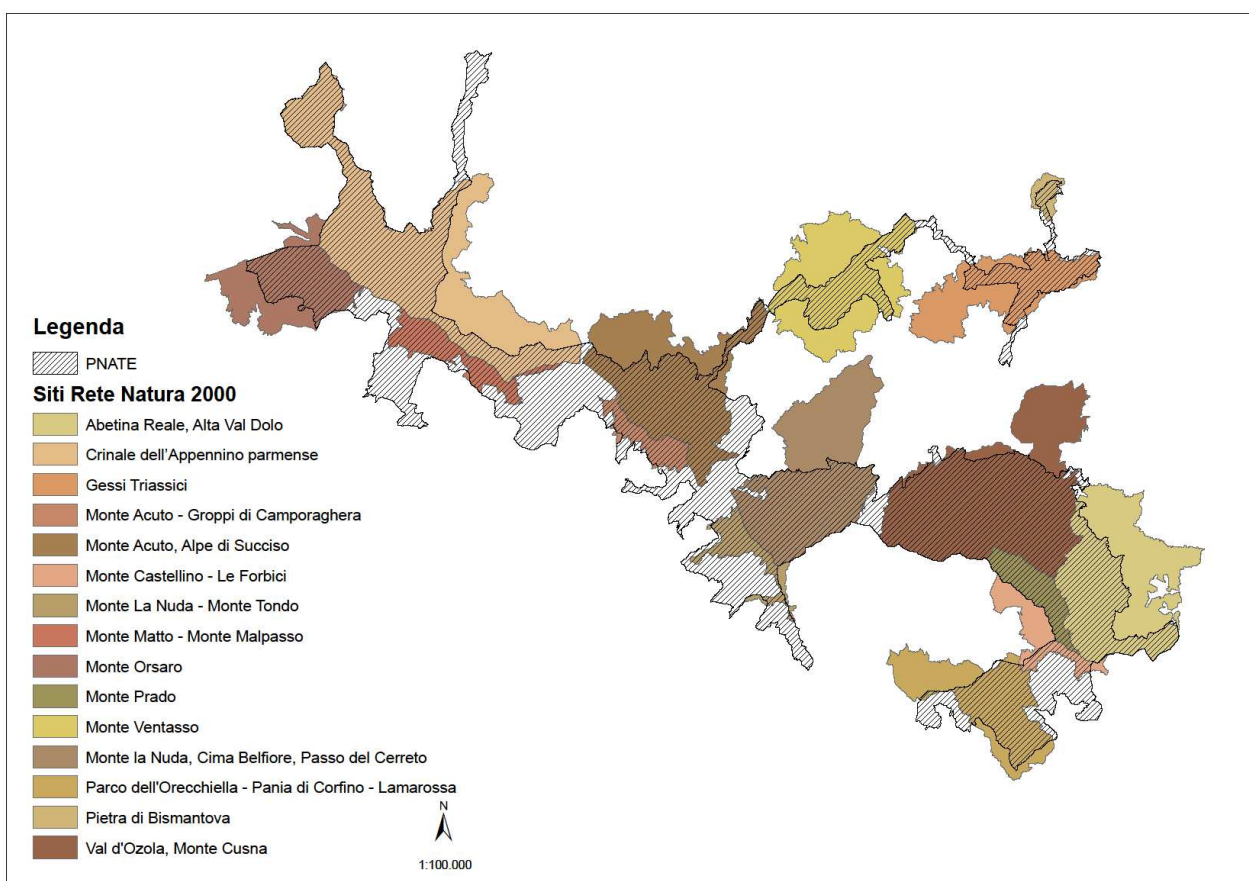 Legenda
PNATE
Siti Rete Natura 2000
Abetina Reale, Alta Val Dolo
Crinale dell'Appennino parmense
Gessi Triassici
Monte Acuto - Groppi di Camporaghera
Monte Acuto, Alpe di Succiso
Monte Castellino - Le Forbici
Monte La Nuda - Monte Tondo
Monte Matto - Monte Malpasso
Monte Orsaro
Monte Prado
Monte Ventasso
Monte la Nuda, Cima Belfiore, Passo del Cerreto
Parco dell'Orecchiella - Pania di Corfino - Lamarossa
Pietra di Bismantova
Val d'Ozola, Monte Cusna
N
1:100.000